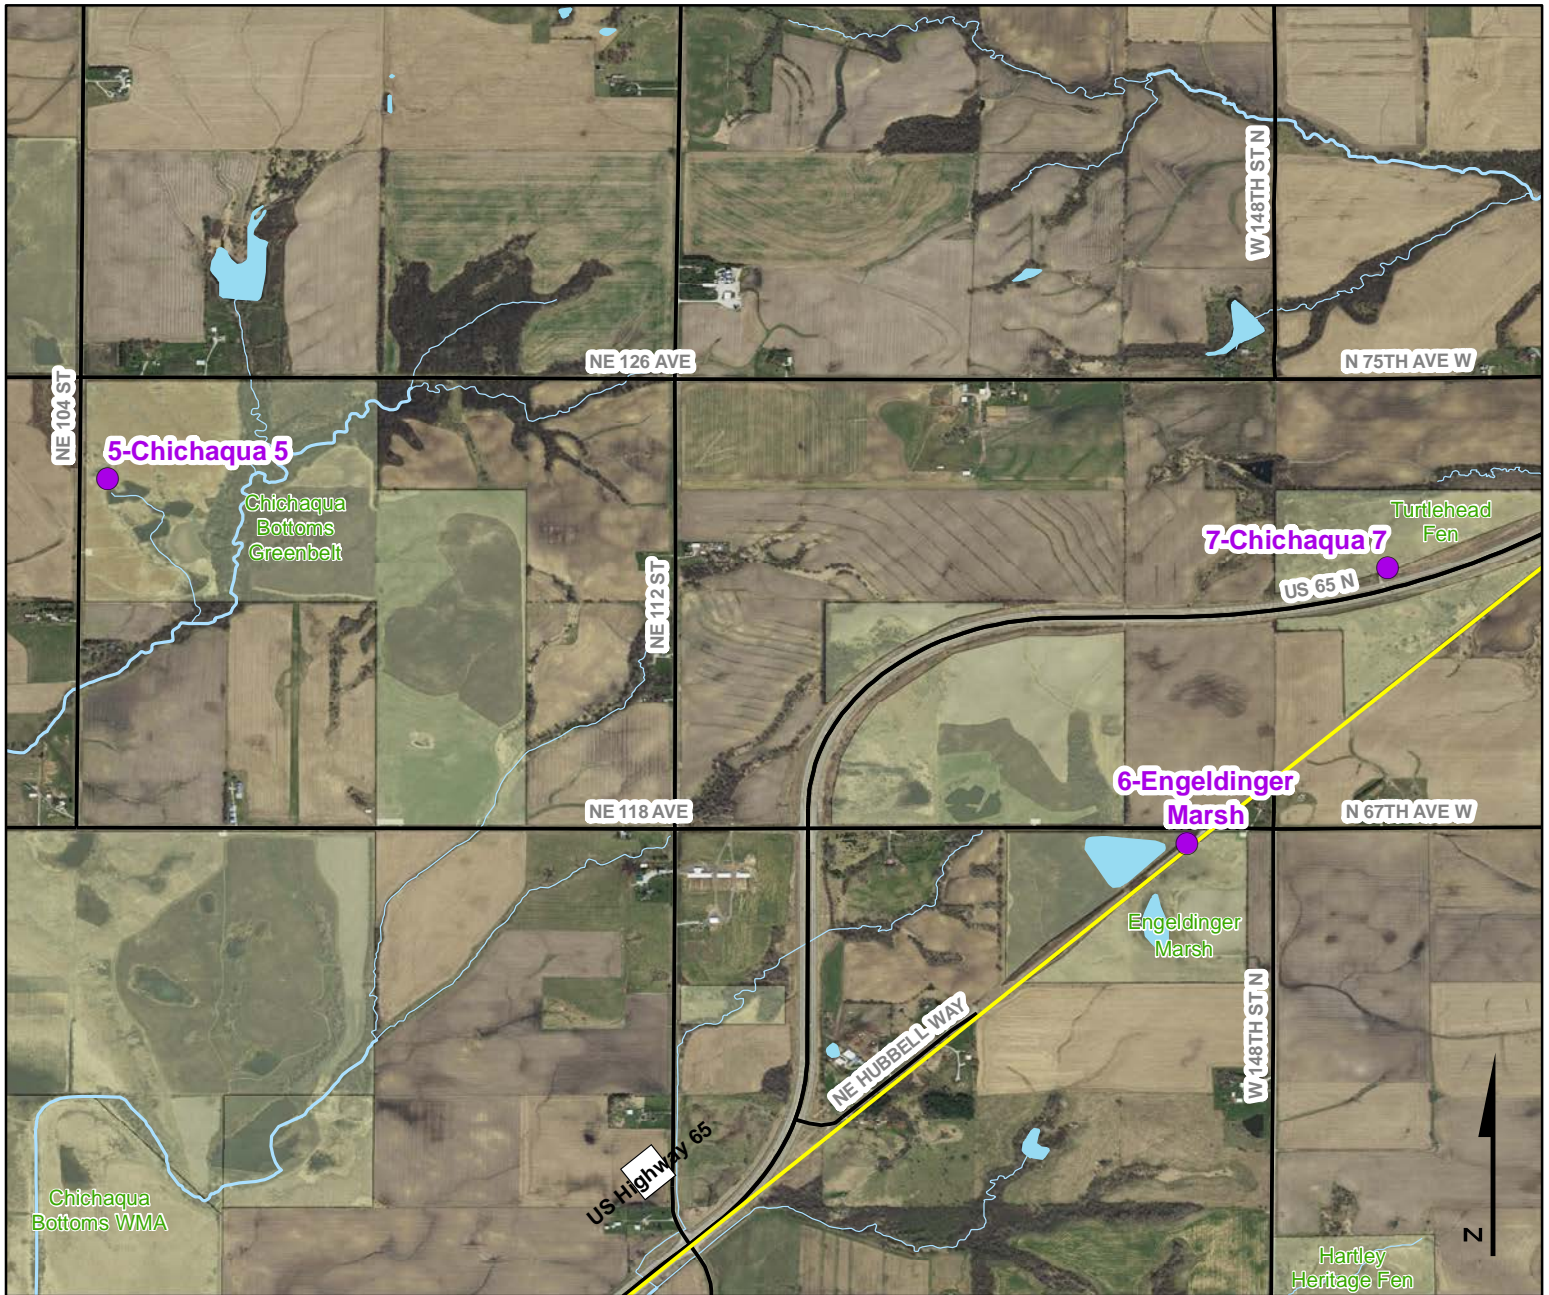 W 148TH ST N
NE 126 AVE
N 75TH AVE W
NE 104 ST
5-Chichaqua 5
Chichaqua
Bottoms
Greenbelt
Turtlehead
Fen
7-Chichaqua 7
US 65 N
NE 112 ST
6-Engeldinger
Marsh
NE 118 AVE
N 67TH AVE W
Engeldinger
Marsh
NE HUBBELL WAY
W 148TH ST N
US Highway 65
Chichaqua
Bottoms WMA
Hartley
Heritage Fen
N